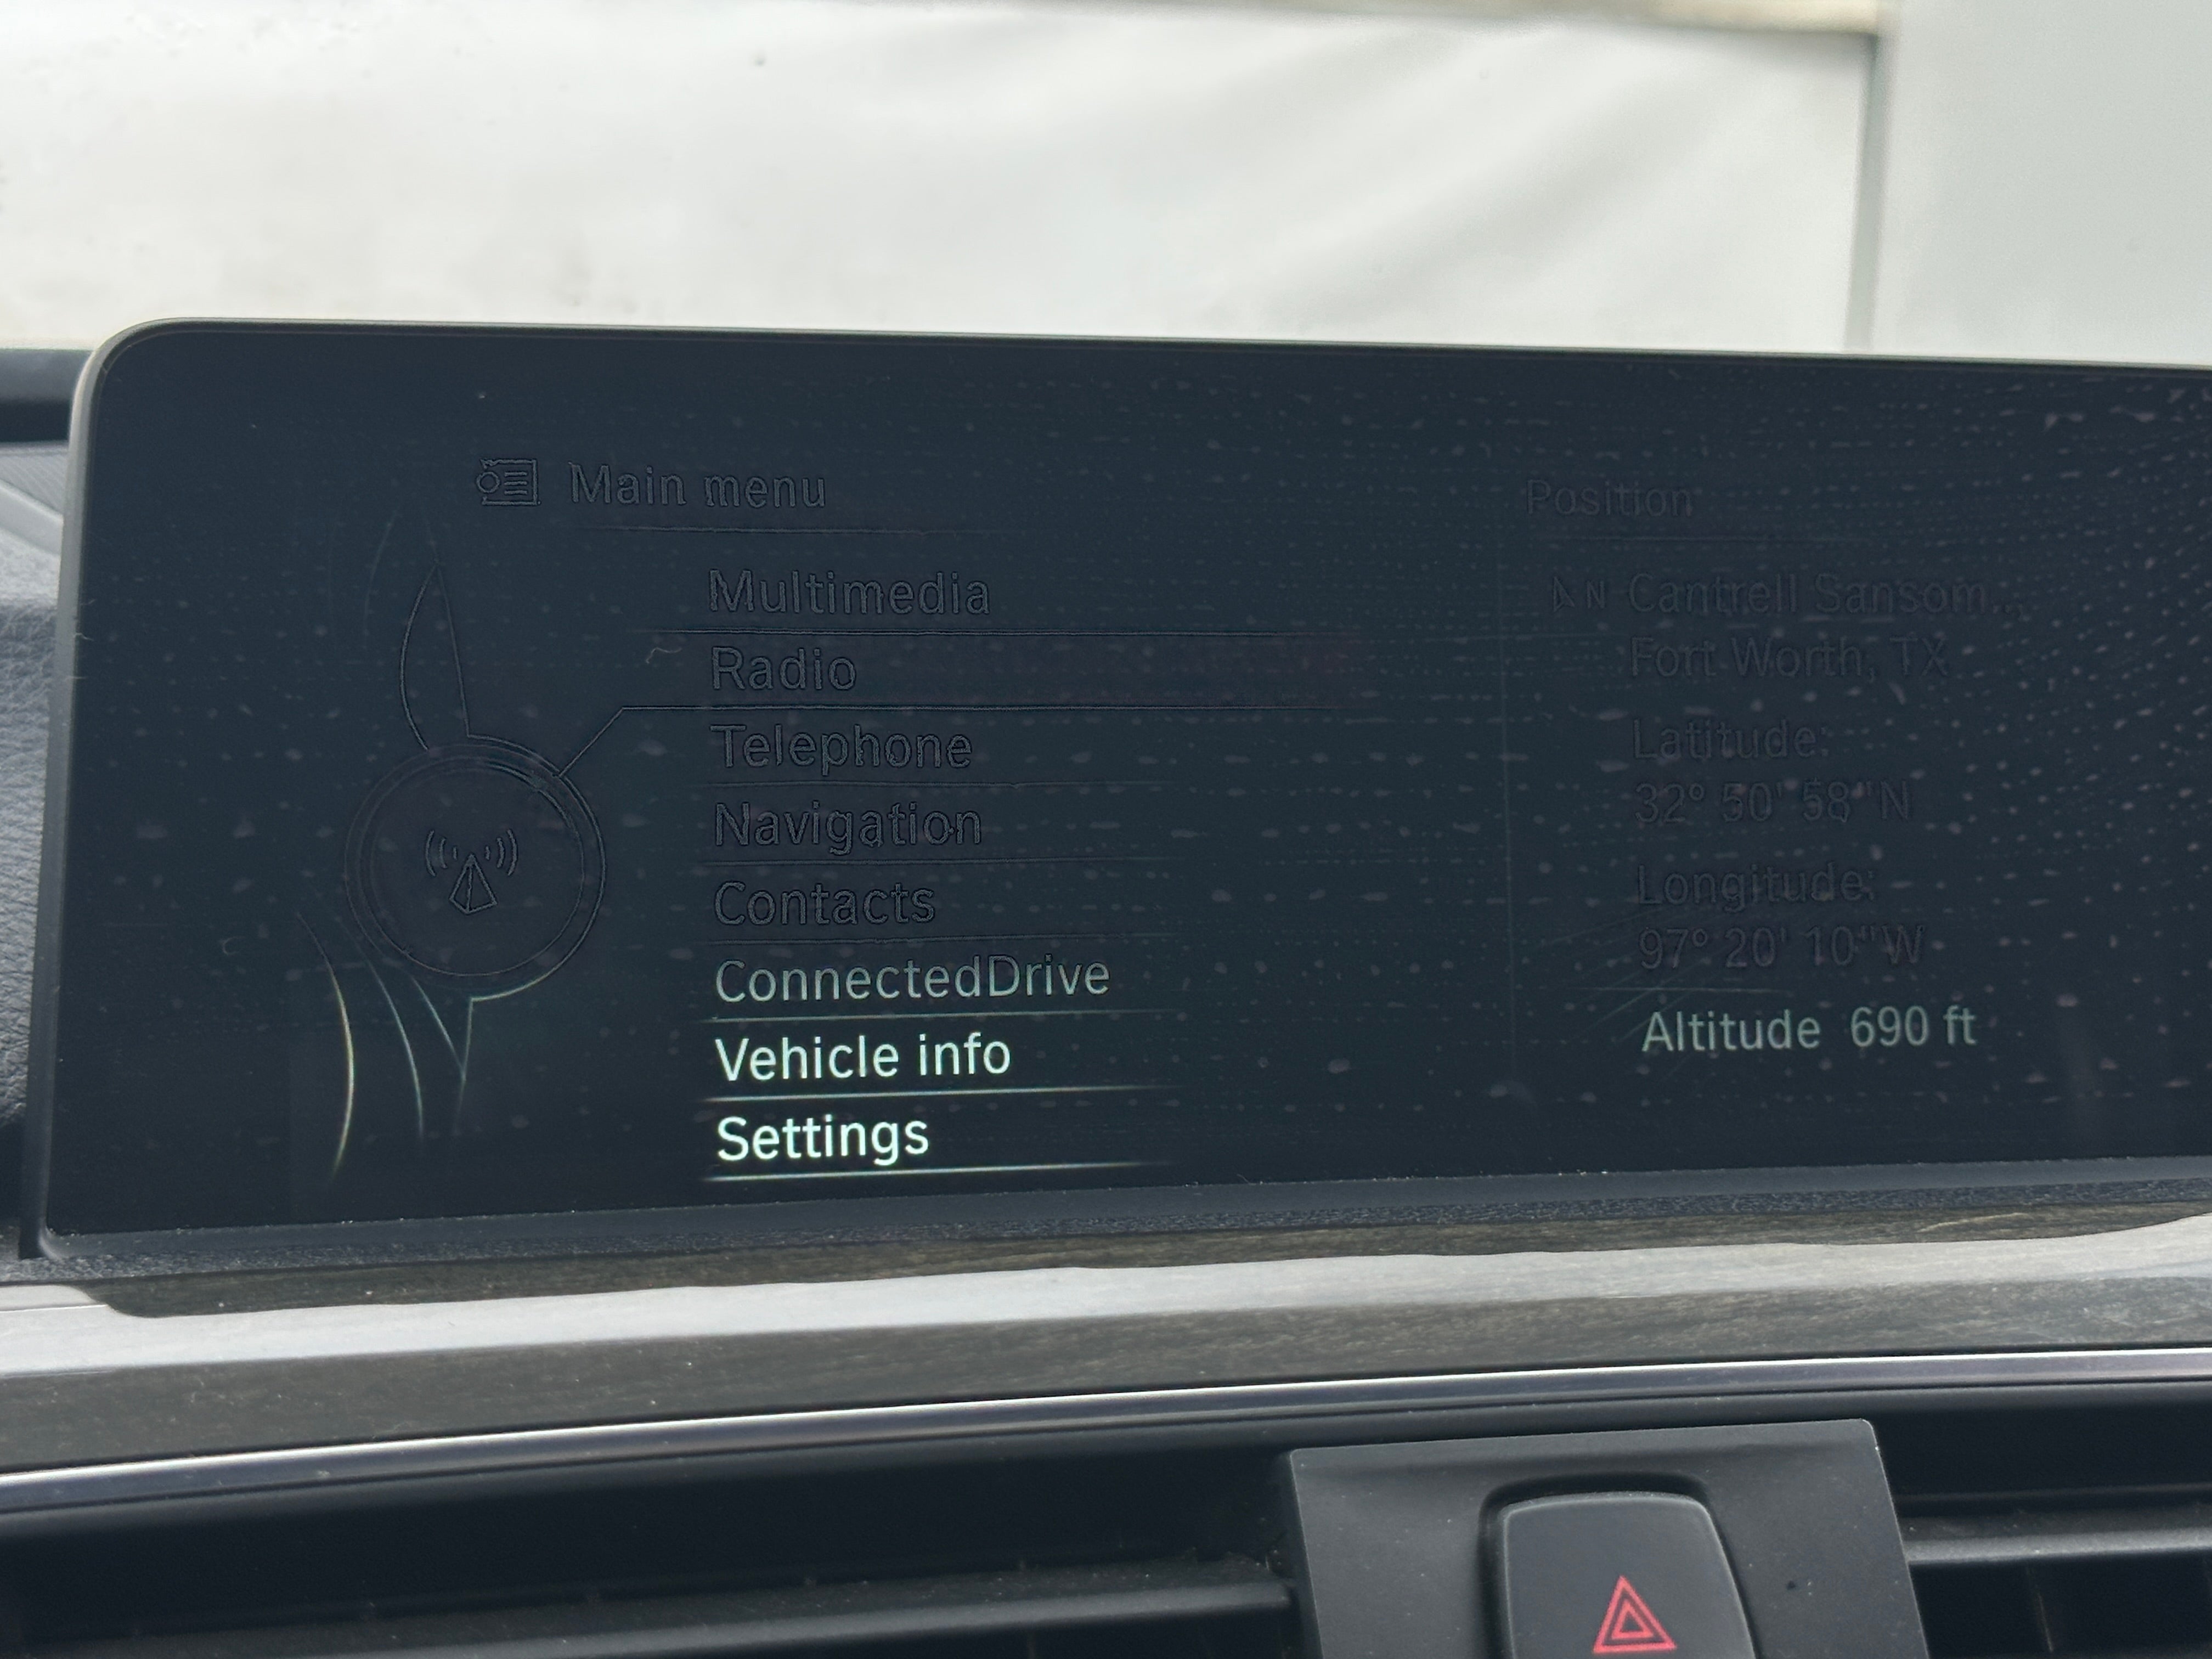 Main menu
Multimedia
Radio
Telephone
Navigation
Contacts
ConnectedDrive
Vehicle info
Settings
Position
N Cantrell Sansom...
Fort Worth, TX
Latitude:
32° 50' 58" N
Longitude:
97° 20' 10" W
Altitude 690 ft